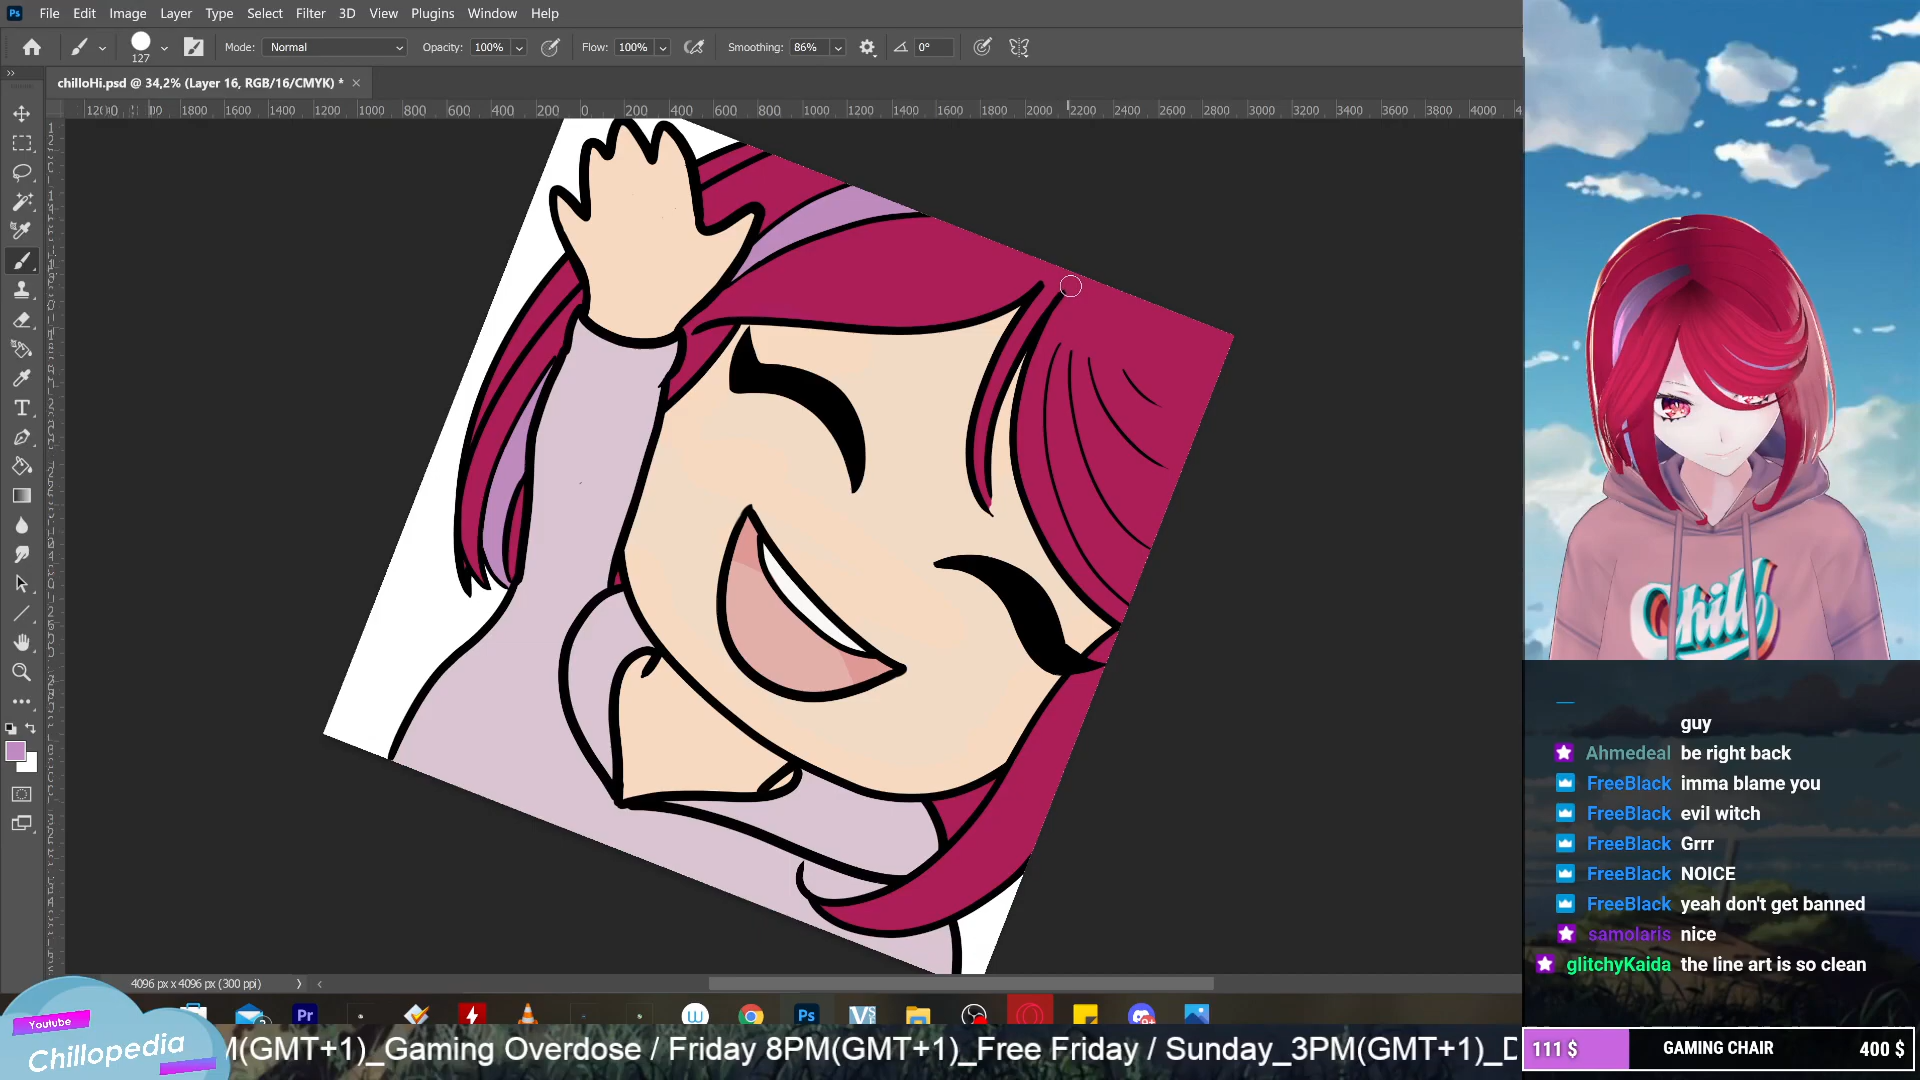 Ps File Edit Image Layer Type Select Filter 3D View Plugins Window Help
127 Mode: Normal Opacity: 100% Flow: 100% Smoothing: 86% 0°
chilloHi.psd @ 34,2% (Layer 16, RGB/16/CMYK) *
1200 1800 1600 1400 1200 1000 800 600 400 200 0 200 400 600 800 1000 1200 1400 1600 1800 2000 2200 2400 2600 2800 3000 3200 3400 3600 3800 4000
Chill
guy
Ahmedeal be right back
FreeBlack imma blame you
FreeBlack evil witch
FreeBlack Grrr
FreeBlack NOICE
FreeBlack yeah don't get banned
samolaris nice
glitchyKaida the line art is so clean
4096 px x 4096 px (300 ppi)
Pr Ps
Youtube
Chillopedia
M(GMT+1)_Gaming Overdose / Friday 8PM(GMT+1)_Free Friday / Sunday_3PM(GMT+1)_D
111 $ GAMING CHAIR 400 $